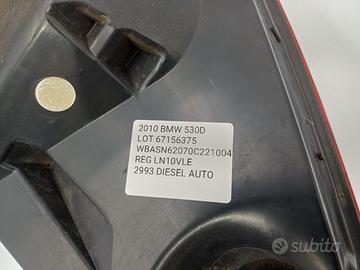 2010 BMW 530D
LOT 67156375
WBASN62070C221004
REG LN10VLE
2993 DIESEL AUTO
subito